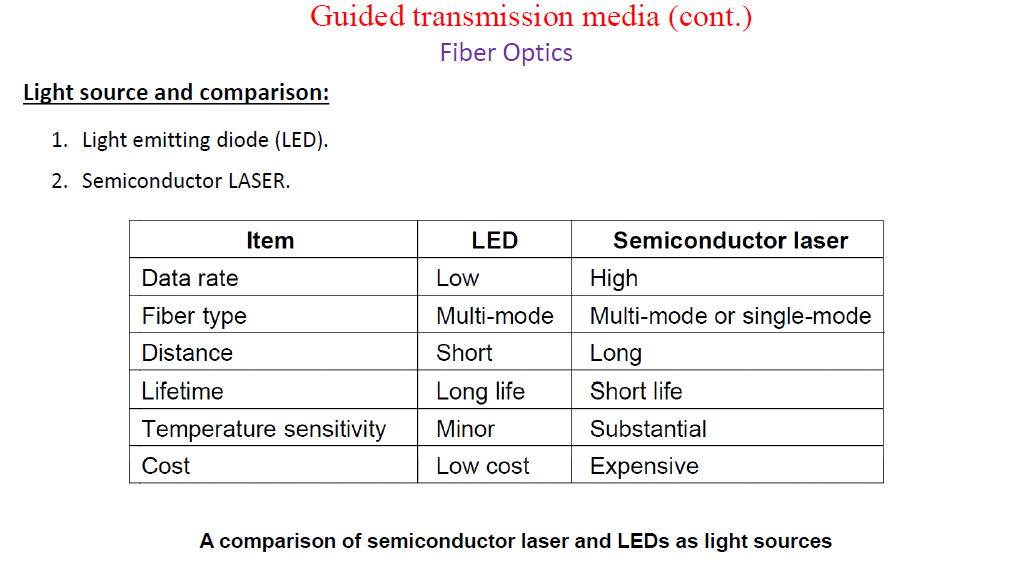 Guided transmission media (cont.)
Fiber Optics
Light source and comparison:
1. Light emitting diode (LED).
2. Semiconductor LASER.
Item LED Semiconductor laser
Data rate Low High
Fiber type Multi-mode Multi-mode or single-mode
Distance Short Long
Lifetime Long life Short life
Temperature sensitivity Minor Substantial
Cost Low cost Expensive
A comparison of semiconductor laser and LEDs as light sources